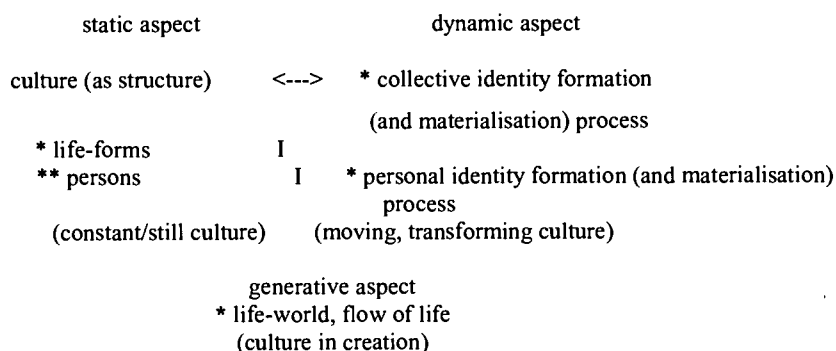 static aspect dynamic aspect
culture (as structure) <---> * collective identity formation
(and materialisation) process
* life-forms I
** persons I * personal identity formation (and materialisation)
process
(constant/still culture) (moving, transforming culture)
generative aspect
* life-world, flow of life
(culture in creation)